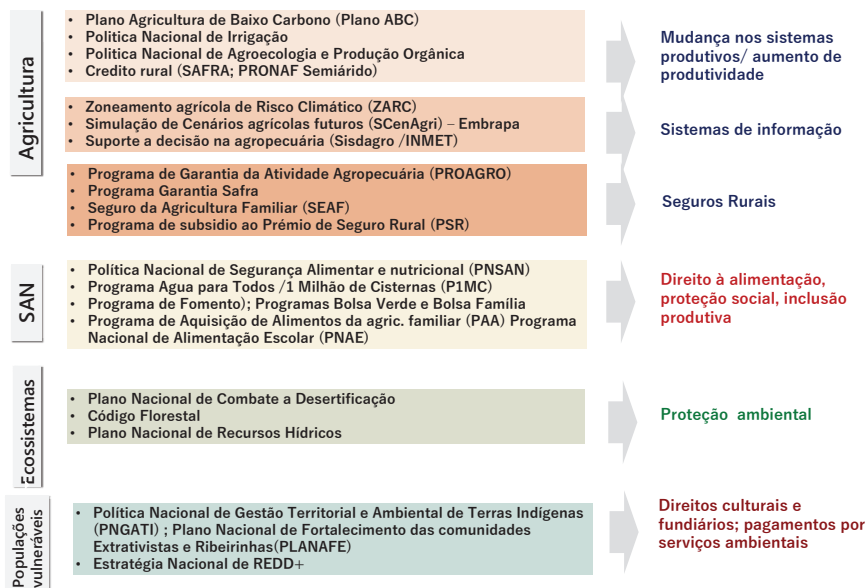 Agricultura
• Plano Agricultura de Baixo Carbono (Plano ABC)
• Politica Nacional de Irrigação
• Politica Nacional de Agroecologia e Produção Orgânica
• Credito rural (SAFRA; PRONAF Semiárido)
Mudança nos sistemas
produtivos/ aumento de
produtividade
• Zoneamento agrícola de Risco Climático (ZARC)
• Simulação de Cenários agrícolas futuros (SCenAgri) – Embrapa
• Suporte a decisão na agropecuária (Sisdagro /INMET)
Sistemas de informação
• Programa de Garantia da Atividade Agropecuária (PROAGRO)
• Programa Garantia Safra
• Seguro da Agricultura Familiar (SEAF)
• Programa de subsidio ao Prémio de Seguro Rural (PSR)
Seguros Rurais
SAN
• Política Nacional de Segurança Alimentar e nutricional (PNSAN)
• Programa Agua para Todos /1 Milhão de Cisternas (P1MC)
• Programa de Fomento); Programas Bolsa Verde e Bolsa Família
• Programa de Aquisição de Alimentos da agric. familiar (PAA) Programa
Nacional de Alimentação Escolar (PNAE)
Direito à alimentação,
proteção social, inclusão
produtiva
Ecossistemas
• Plano Nacional de Combate a Desertificação
• Código Florestal
• Plano Nacional de Recursos Hídricos
Proteção ambiental
Populações
vulneráveis
• Política Nacional de Gestão Territorial e Ambiental de Terras Indígenas
(PNGATI) ; Plano Nacional de Fortalecimento das comunidades
Extrativistas e Ribeirinhas(PLANAFE)
• Estratégia Nacional de REDD+
Direitos culturais e
fundiários; pagamentos por
serviços ambientais